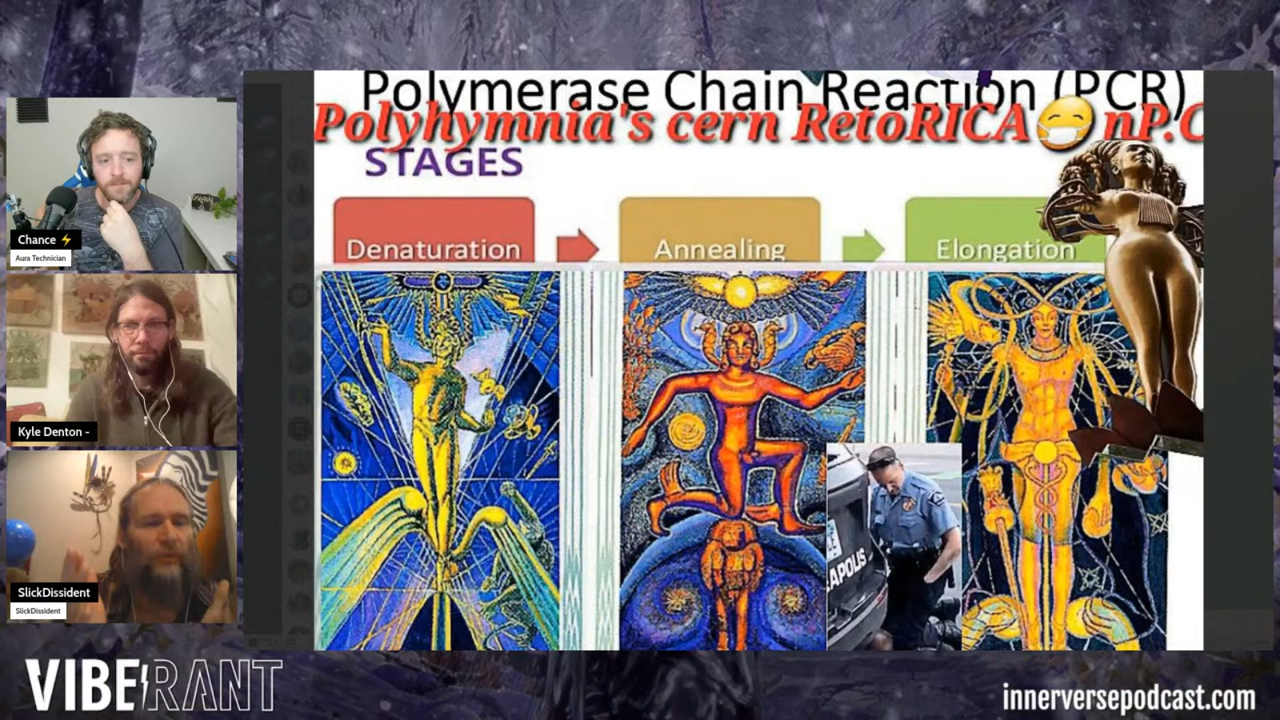 Polymerase Chain Reaction (PCR)
Polyhymnia's cern RetoRICA nP.C
STAGES
Denaturation
Annealing
Elongation
Chance
Aura Technician
Kyle Denton -
SlickDissident
SlickDissident
APOLIS
VIBERANT
innerversepodcast.com